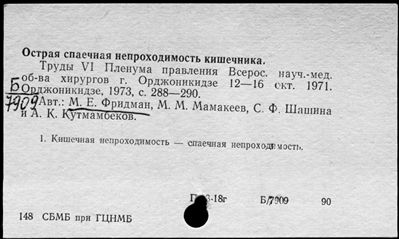 Острая спаечная непроходимость кишечника.
Труды VI Пленума правления Всерос. науч.-мед.
об-ва хирургов г. Орджоникидзе 12—16 окт. 1971.
Б Орджоникидзе, 1973, с. 288—290.
7909 Авт.: М. Е. Фридман, М. М. Мамакеев, С. Ф. Шашина
и А. К. Кутмамбеков.
1. Кишечная непроходимость — спаечная непроходимость.
-18г Б/7909 90
148 СБМБ при ГЦНМБ